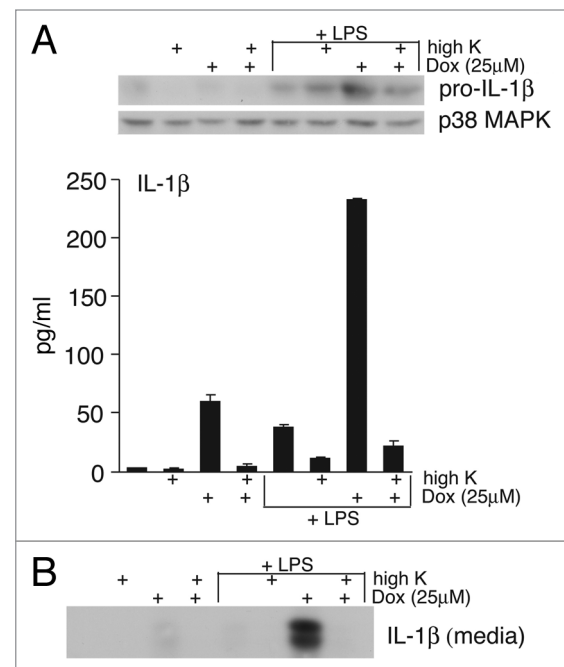 A
+ LPS
+ + + + high K
+ + + + Dox (25μM)
pro-IL-1β
p38 MAPK
250 IL-1β
200
150
100
50
0
pg/ml
+ + + + high K
+ + + + Dox (25μM)
+ LPS
B
+ LPS
+ + + + high K
+ + + + Dox (25μM)
IL-1β (media)